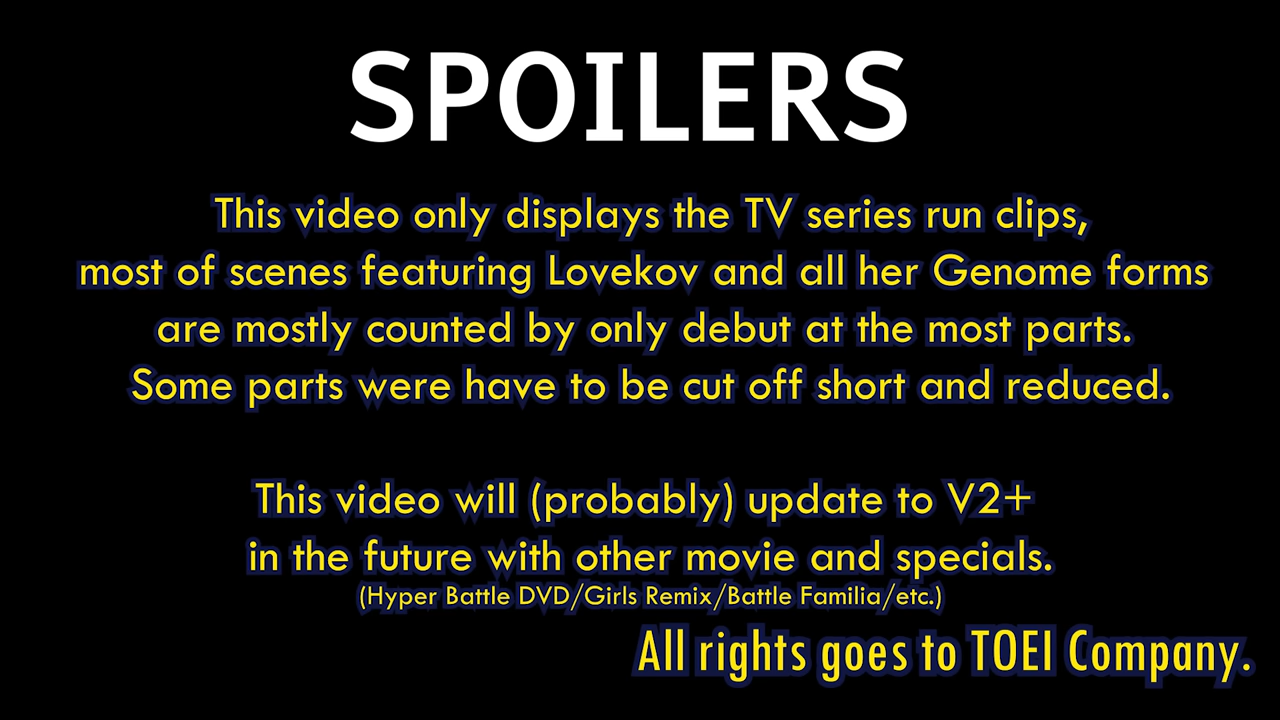 SPOILERS
This video only displays the TV series run clips,
most of scenes featuring Lovekov and all her Genome forms
are mostly counted by only debut at the most parts.
Some parts were have to be cut off short and reduced.
This video will (probably) update to V2+
in the future with other movie and specials.
(Hyper Battle DVD/Girls Remix/Battle Familia/etc.)
All rights goes to TOEI Company.